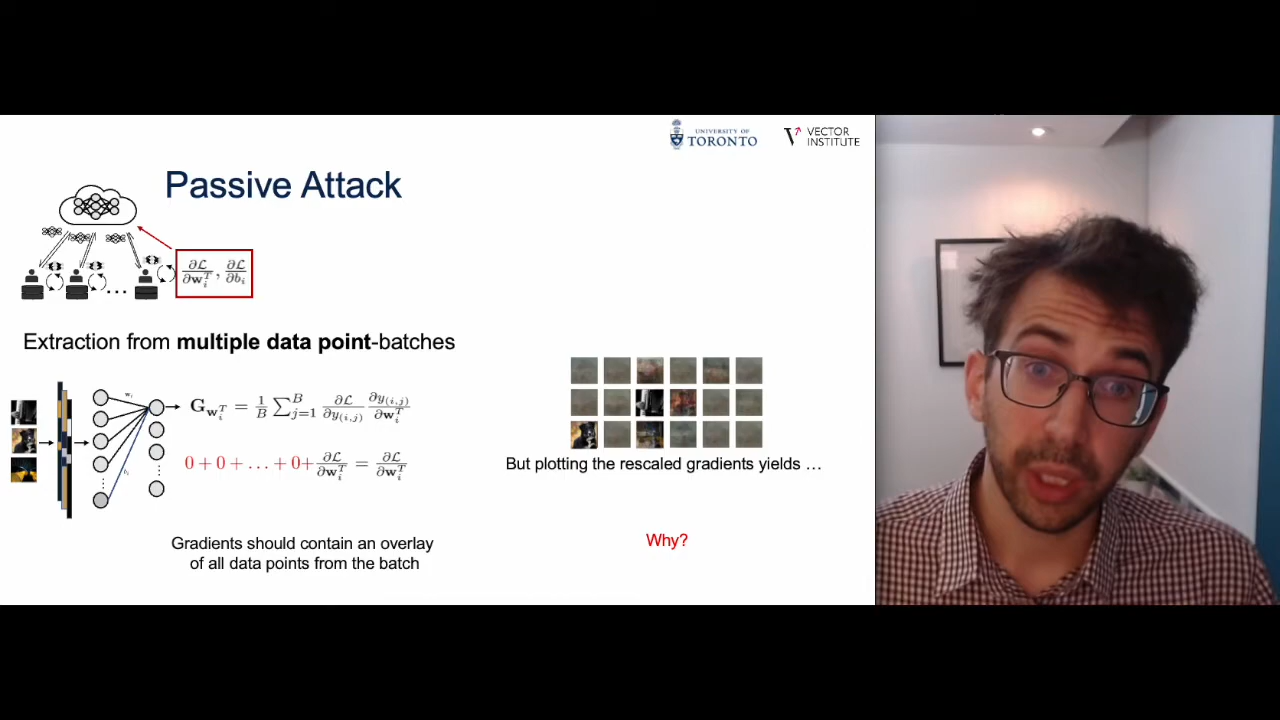 UNIVERSITY OF
TORONTO
VECTOR
INSTITUTE
Passive Attack
∂ℒ/∂w_i^T, ∂ℒ/∂b_i
Extraction from multiple data point-batches
G_{w_i^T} = 1/B ∑_{j=1}^{B} ∂ℒ/∂y_{(i,j)} ∂y_{(i,j)}/∂w_i^T
0 + 0 + … + 0 + ∂ℒ/∂w_i^T = ∂ℒ/∂w_i^T
But plotting the rescaled gradients yields …
Gradients should contain an overlay
of all data points from the batch
Why?